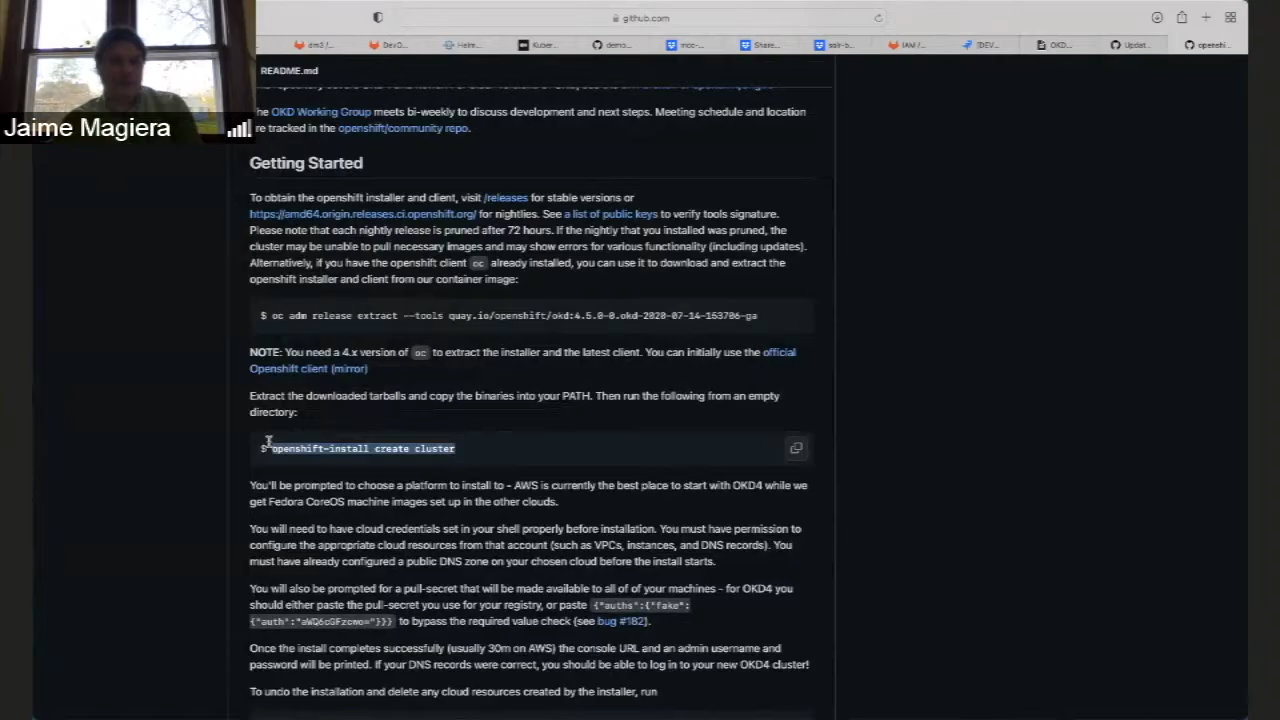 github.com
dm3 /...
DevO...
Helm...
Kuber...
demo...
moc-...
Share...
IAM /...
[DEV...
OKD...
Updat...
openshi...
README.md
Jaime Magiera
The OKD Working Group meets bi-weekly to discuss development and next steps. Meeting schedule and location
are tracked in the openshift/community repo.
Getting Started
To obtain the openshift installer and client, visit /releases for stable versions or
https://amd64.origin.releases.ci.openshift.org/ for nightlies. See a list of public keys to verify tools signature.
Please note that each nightly release is pruned after 72 hours. If the nightly that you installed was pruned, the
cluster may be unable to pull necessary images and may show errors for various functionality (including updates).
Alternatively, if you have the openshift client oc already installed, you can use it to download and extract the
openshift installer and client from our container image:
$ oc adm release extract --tools quay.io/openshift/okd:4.5.0-0.okd-2020-07-14-153706-ga
NOTE: You need a 4.x version of oc to extract the installer and the latest client. You can initially use the official
Openshift client (mirror)
Extract the downloaded tarballs and copy the binaries into your PATH. Then run the following from an empty
directory:
$ openshift-install create cluster
You'll be prompted to choose a platform to install to - AWS is currently the best place to start with OKD4 while we
get Fedora CoreOS machine images set up in the other clouds.
You will need to have cloud credentials set in your shell properly before installation. You must have permission to
configure the appropriate cloud resources from that account (such as VPCs, instances, and DNS records). You
must have already configured a public DNS zone on your chosen cloud before the install starts.
You will also be prompted for a pull-secret that will be made available to all of of your machines - for OKD4 you
should either paste the pull-secret you use for your registry, or paste {"auths":{"fake":
{"auth":"aWQ6cGFzcwo="}}} to bypass the required value check (see bug #182).
Once the install completes successfully (usually 30m on AWS) the console URL and an admin username and
password will be printed. If your DNS records were correct, you should be able to log in to your new OKD4 cluster!
To undo the installation and delete any cloud resources created by the installer, run